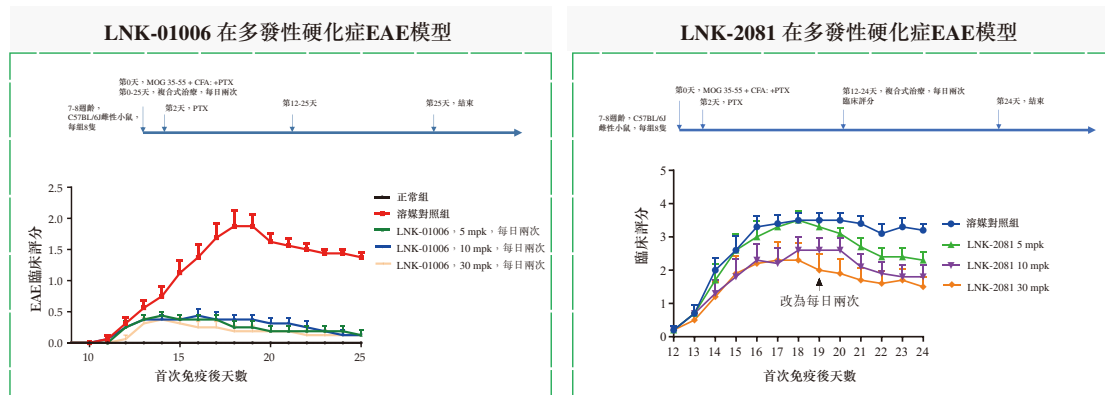 LNK-01006 在多發性硬化症EAE模型
第0天，MOG 35-55 + CFA: +PTX
第0-25天，複合式治療，每日兩次
7-8週齡，
C57BL/6J雌性小鼠，
每組8隻
第2天，PTX
第12-25天
第25天，結束
EAE臨床評分
2.5
2.0
1.5
1.0
0.5
0.0
10
15
20
25
首次免疫後天數
正常組
溶媒對照組
LNK-01006，5 mpk，每日兩次
LNK-01006，10 mpk，每日兩次
LNK-01006，30 mpk，每日兩次
LNK-2081 在多發性硬化症EAE模型
第0天，MOG 35-55 + CFA: +PTX
第2天，PTX
7-8週齡，C57BL/6J
雌性小鼠，每組8隻
第12-24天，複合式治療，每日兩次
臨床評分
第24天，結束
臨床評分
5
4
3
2
1
0
12 13 14 15 16 17 18 19 20 21 22 23 24
改為每日兩次
首次免疫後天數
溶媒對照組
LNK-2081 5 mpk
LNK-2081 10 mpk
LNK-2081 30 mpk